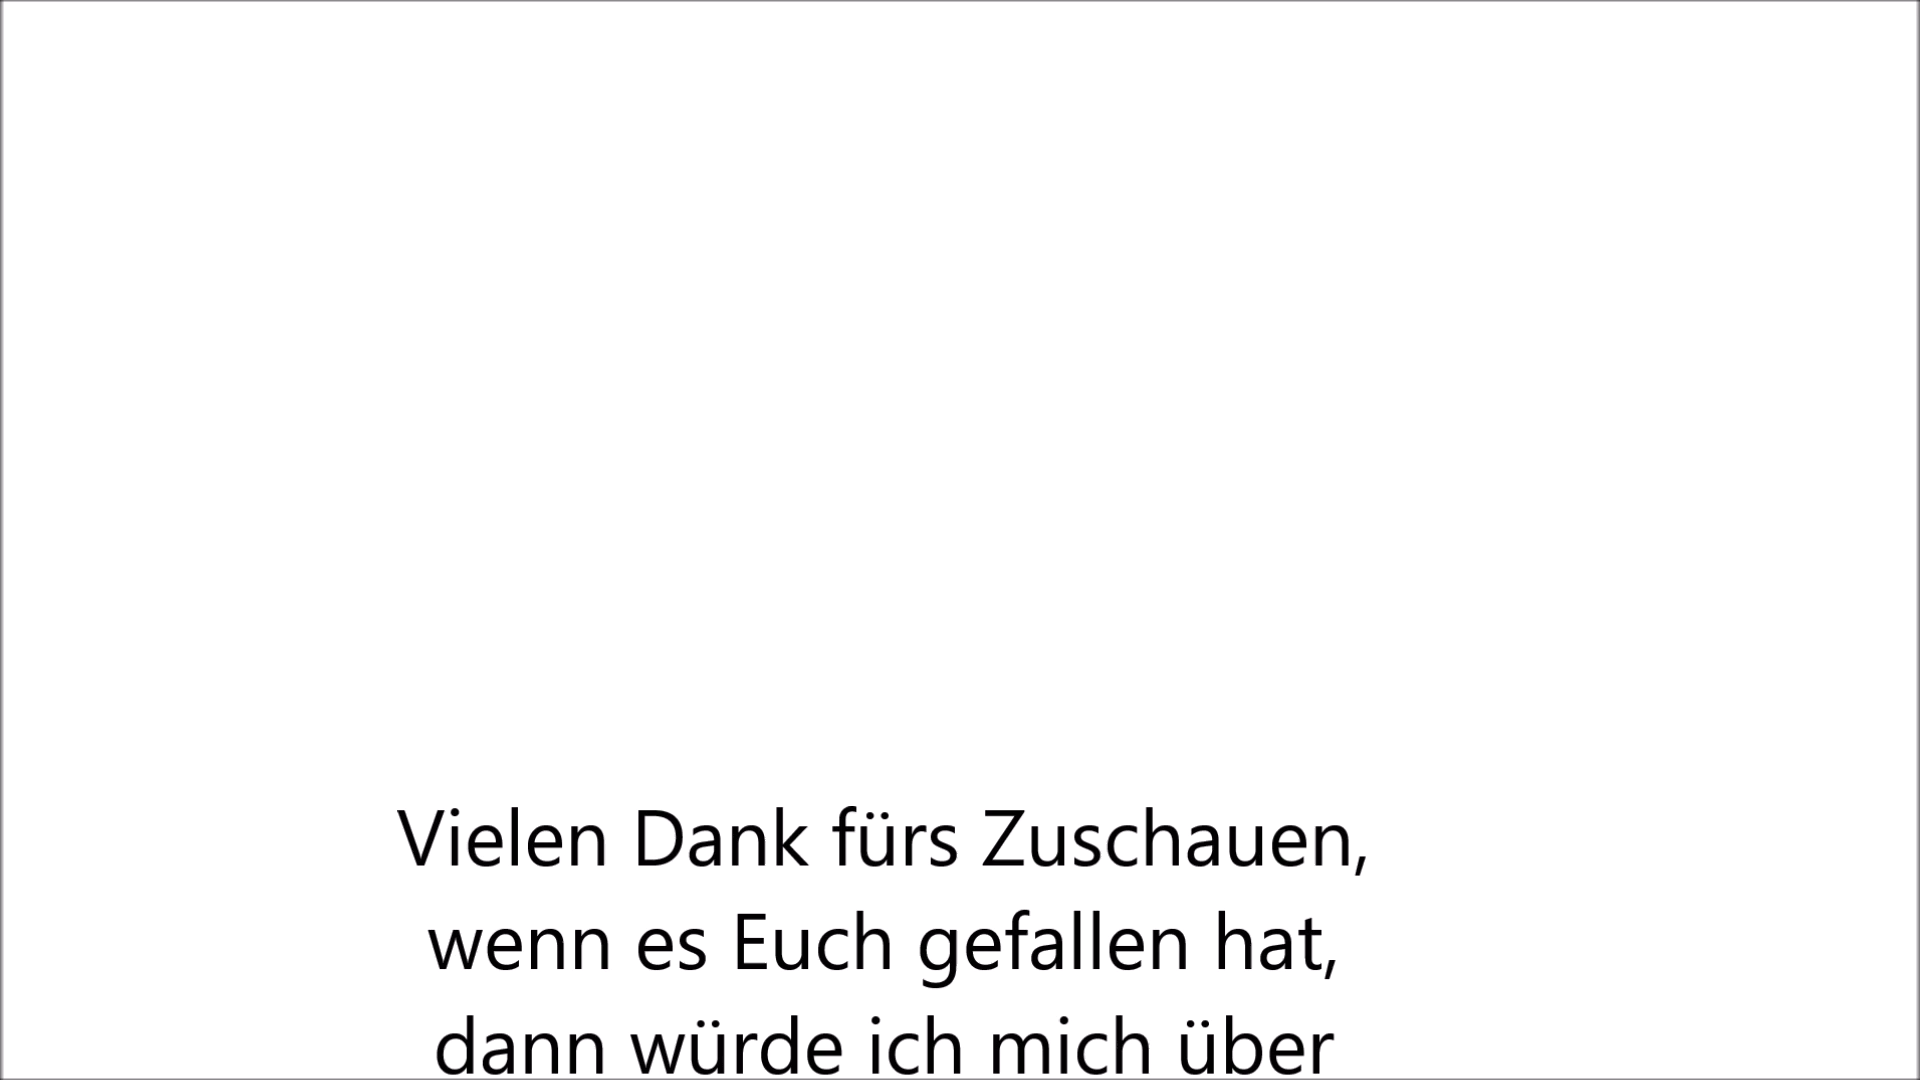 Vielen Dank fürs Zuschauen,
wenn es Euch gefallen hat,
dann würde ich mich über